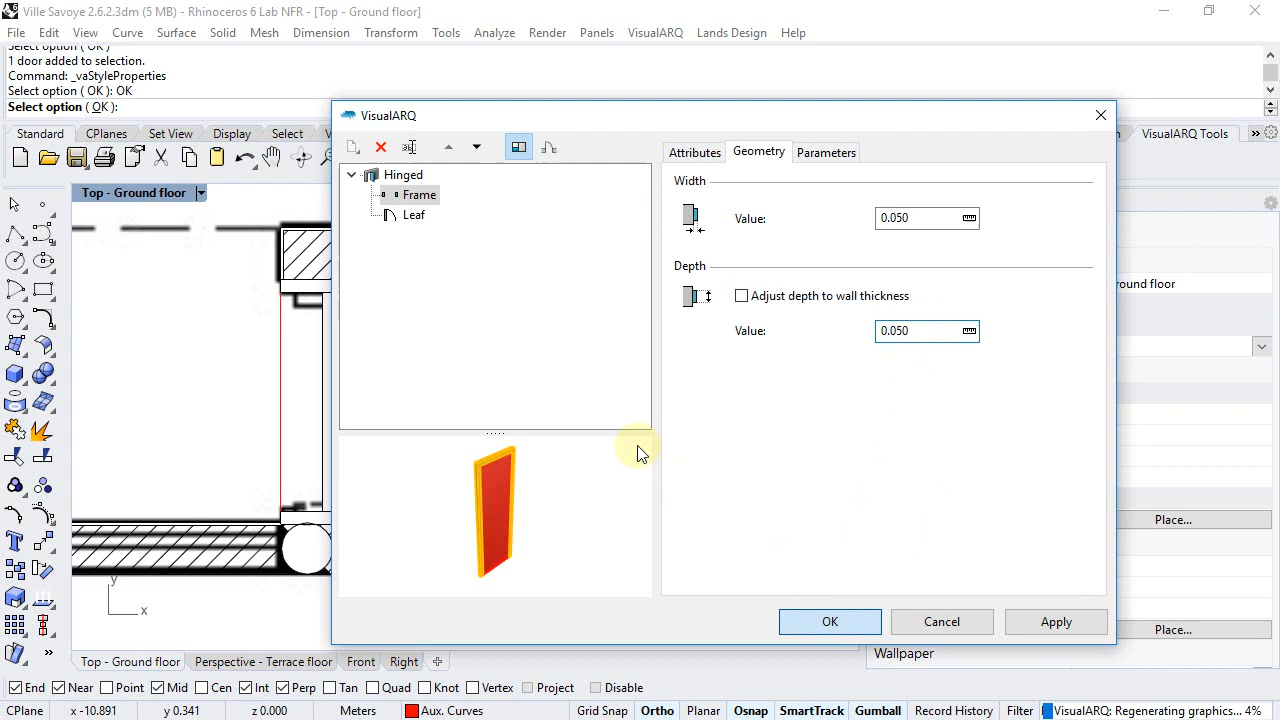 Ville Savoye 2.6.2.3dm (5 MB) - Rhinoceros 6 Lab NFR - [Top - Ground floor]
File Edit View Curve Surface Solid Mesh Dimension Transform Tools Analyze Render Panels VisualARQ Lands Design Help
Select option ( OK )
1 door added to selection.
Command: _vaStyleProperties
Select option ( OK ): OK
Select option ( OK ):
Standard CPlanes Set View Display Select VisualARQ Tools
VisualARQ
Top - Ground floor
Hinged
Frame
Leaf
Attributes Geometry Parameters
Width
Value: 0.050
Depth
Adjust depth to wall thickness
Value: 0.050
OK Cancel Apply
round floor
Place...
Place...
Wallpaper
y
x
Top - Ground floor Perspective - Terrace floor Front Right
End Near Point Mid Cen Int Perp Tan Quad Knot Vertex Project Disable
CPlane x -10.891 y 0.341 z 0.000 Meters Aux. Curves Grid Snap Ortho Planar Osnap SmartTrack Gumball Record History Filter VisualARQ: Regenerating graphics... 4%